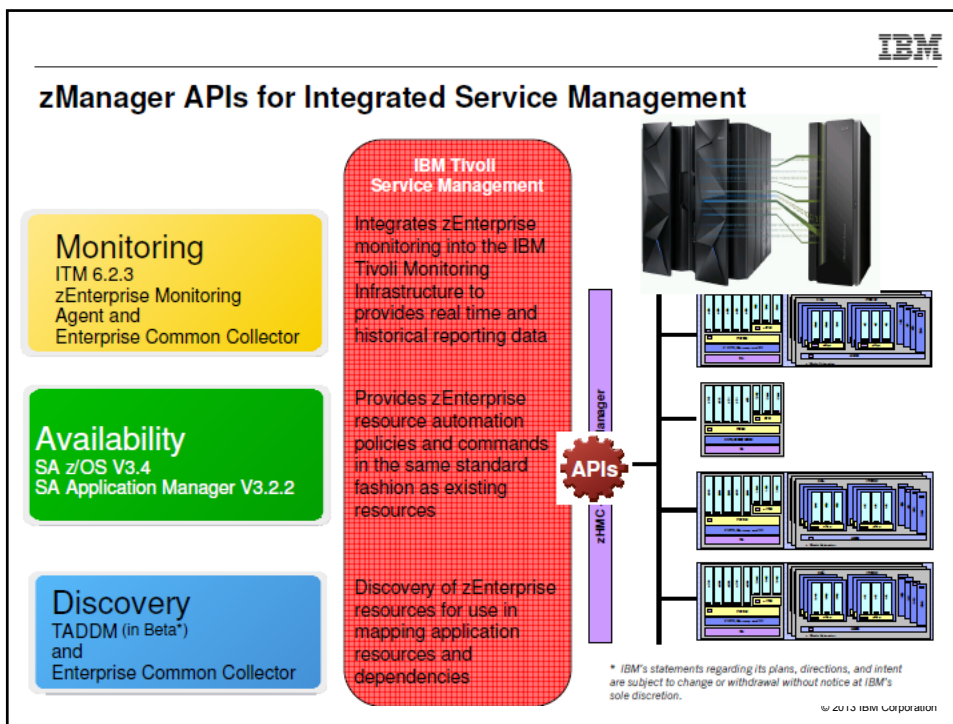 IBM
zManager APIs for Integrated Service Management
IBM Tivoli
Service Management
Monitoring
ITM 6.2.3
zEnterprise Monitoring
Agent and
Enterprise Common Collector
Integrates zEnterprise
monitoring into the IBM
Tivoli Monitoring
Infrastructure to
provides real time and
historical reporting data
Availability
SA z/OS V3.4
SA Application Manager V3.2.2
Provides zEnterprise
resource automation
policies and commands
in the same standard
fashion as existing
resources
Discovery
TADDM (in Beta*)
and
Enterprise Common Collector
Discovery of zEnterprise
resources for use in
mapping application
resources and
dependencies
zHMC
APIs
* IBM's statements regarding its plans, directions, and intent
are subject to change or withdrawal without notice at IBM's
sole discretion.
© 2013 IBM Corporation